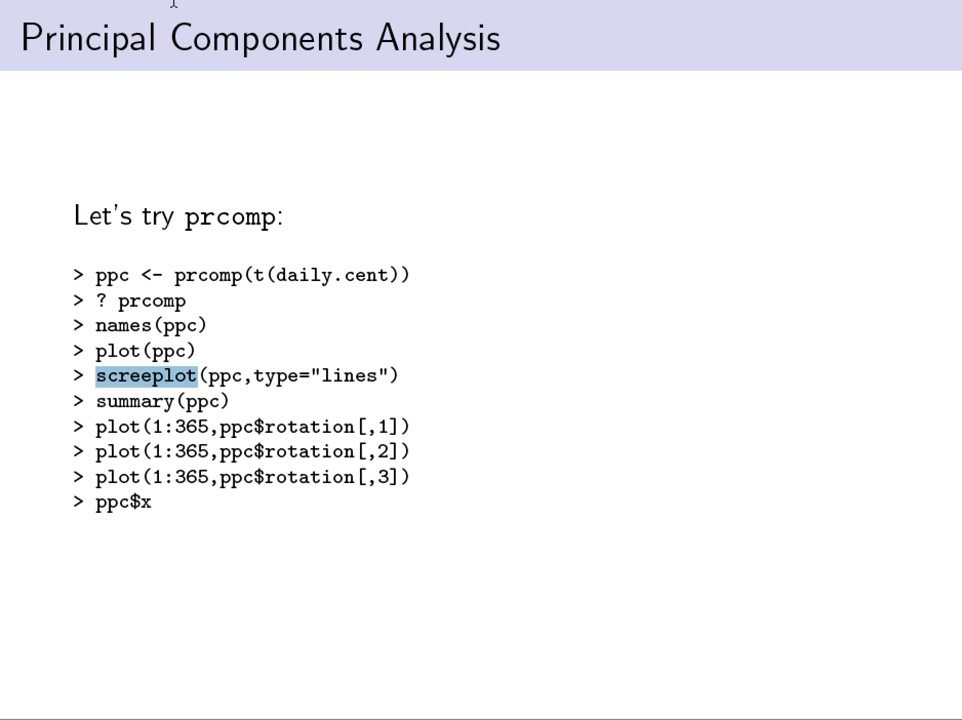 Principal Components Analysis
Let's try prcomp:
> ppc <- prcomp(t(daily.cent))
> ? prcomp
> names(ppc)
> plot(ppc)
> screeplot(ppc,type="lines")
> summary(ppc)
> plot(1:365,ppc$rotation[,1])
> plot(1:365,ppc$rotation[,2])
> plot(1:365,ppc$rotation[,3])
> ppc$x